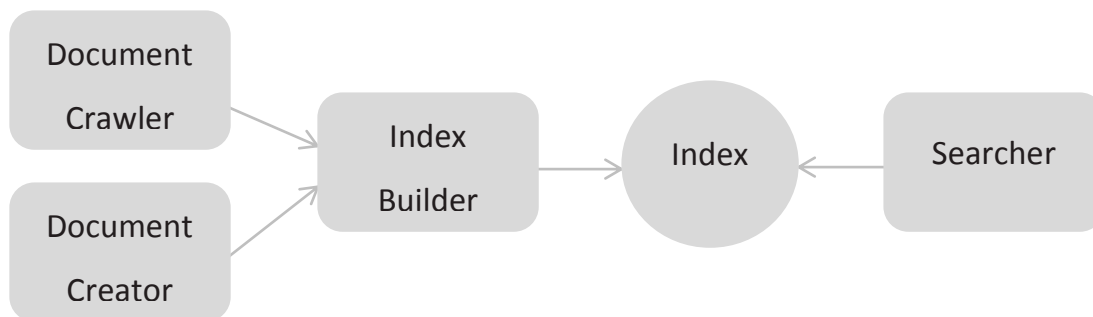 Document
Crawler
Document
Creator
Index
Builder
Index
Searcher